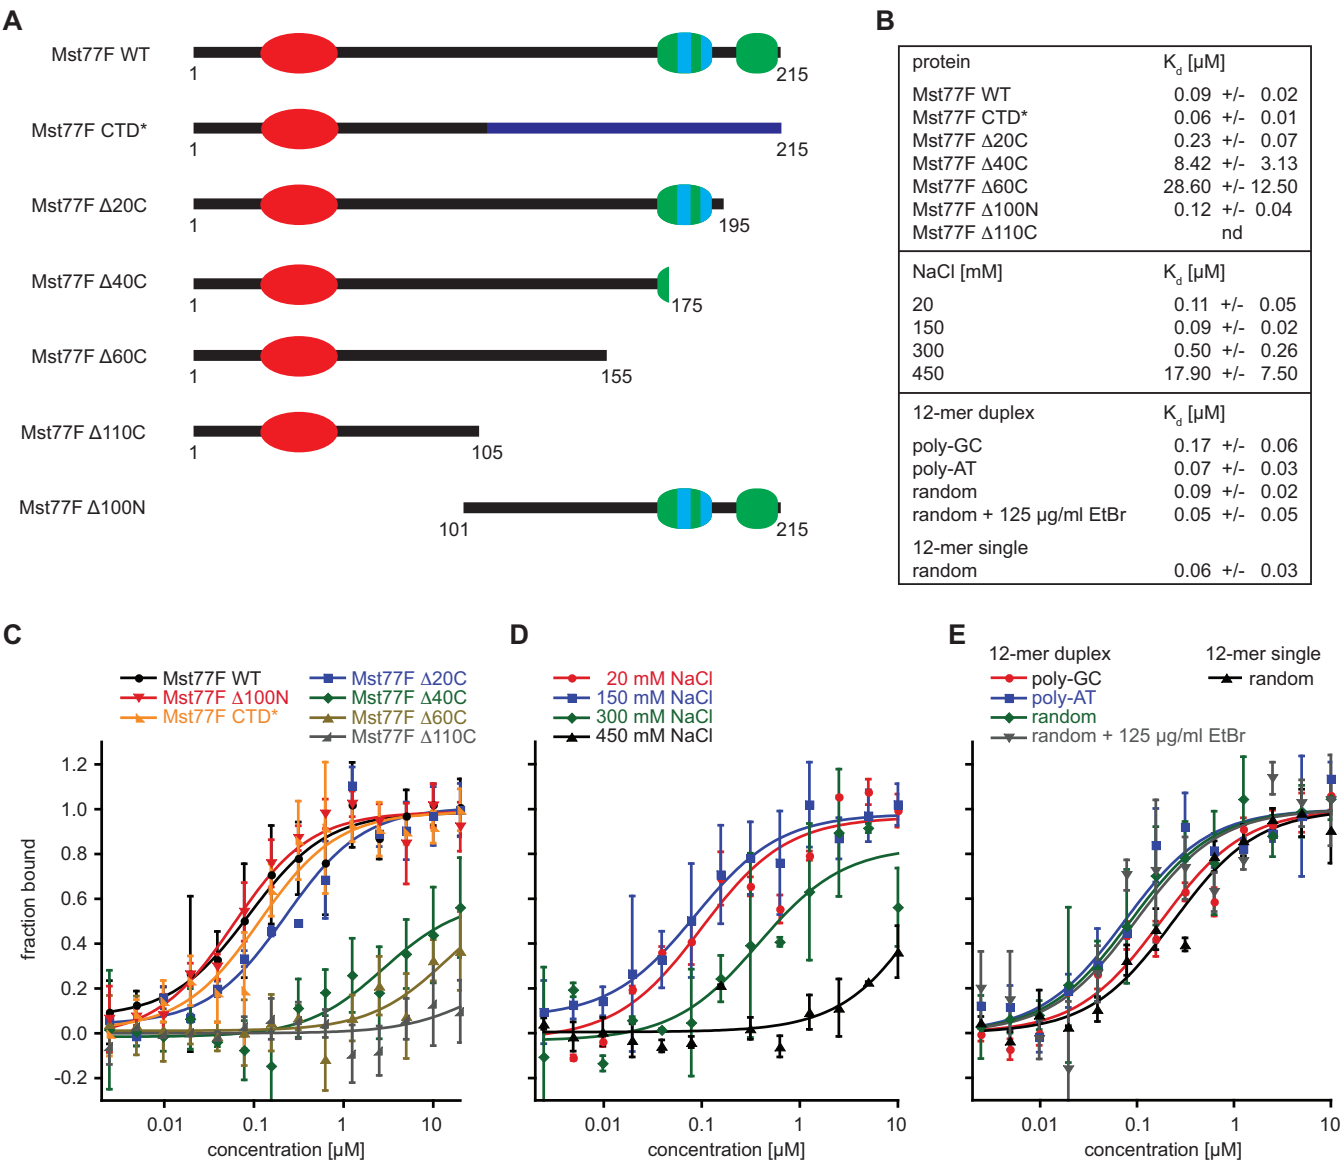 A
Mst77F WT
1
215
Mst77F CTD*
1
215
Mst77F Δ20C
1
195
Mst77F Δ40C
1
175
Mst77F Δ60C
1
155
Mst77F Δ110C
1
105
Mst77F Δ100N
101
215
B
protein Kd [µM]
Mst77F WT 0.09 +/- 0.02
Mst77F CTD* 0.06 +/- 0.01
Mst77F Δ20C 0.23 +/- 0.07
Mst77F Δ40C 8.42 +/- 3.13
Mst77F Δ60C 28.60 +/- 12.50
Mst77F Δ100N 0.12 +/- 0.04
Mst77F Δ110C nd
NaCl [mM] Kd [µM]
20 0.11 +/- 0.05
150 0.09 +/- 0.02
300 0.50 +/- 0.26
450 17.90 +/- 7.50
12-mer duplex Kd [µM]
poly-GC 0.17 +/- 0.06
poly-AT 0.07 +/- 0.03
random 0.09 +/- 0.02
random + 125 µg/ml EtBr 0.05 +/- 0.05
12-mer single
random 0.06 +/- 0.03
C
Mst77F WT
Mst77F Δ100N
Mst77F CTD*
Mst77F Δ20C
Mst77F Δ40C
Mst77F Δ60C
Mst77F Δ110C
fraction bound
1.2
1.0
0.8
0.6
0.4
0.2
0.0
-0.2
0.01 0.1 1 10
concentration [µM]
D
20 mM NaCl
150 mM NaCl
300 mM NaCl
450 mM NaCl
0.01 0.1 1 10
concentration [µM]
E
12-mer duplex
poly-GC
poly-AT
random
random + 125 µg/ml EtBr
12-mer single
random
0.01 0.1 1 10
concentration [µM]